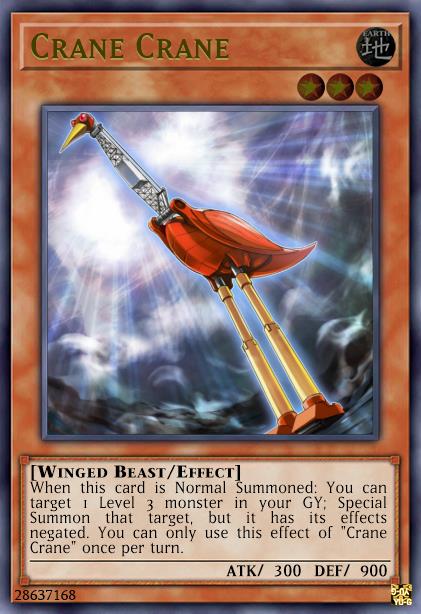 Crane Crane
EARTH
地
[Winged Beast/Effect]
When this card is Normal Summoned: You can
target 1 Level 3 monster in your GY; Special
Summon that target, but it has its effects
negated. You can only use this effect of "Crane
Crane" once per turn.
ATK/ 300 DEF/ 900
28637168